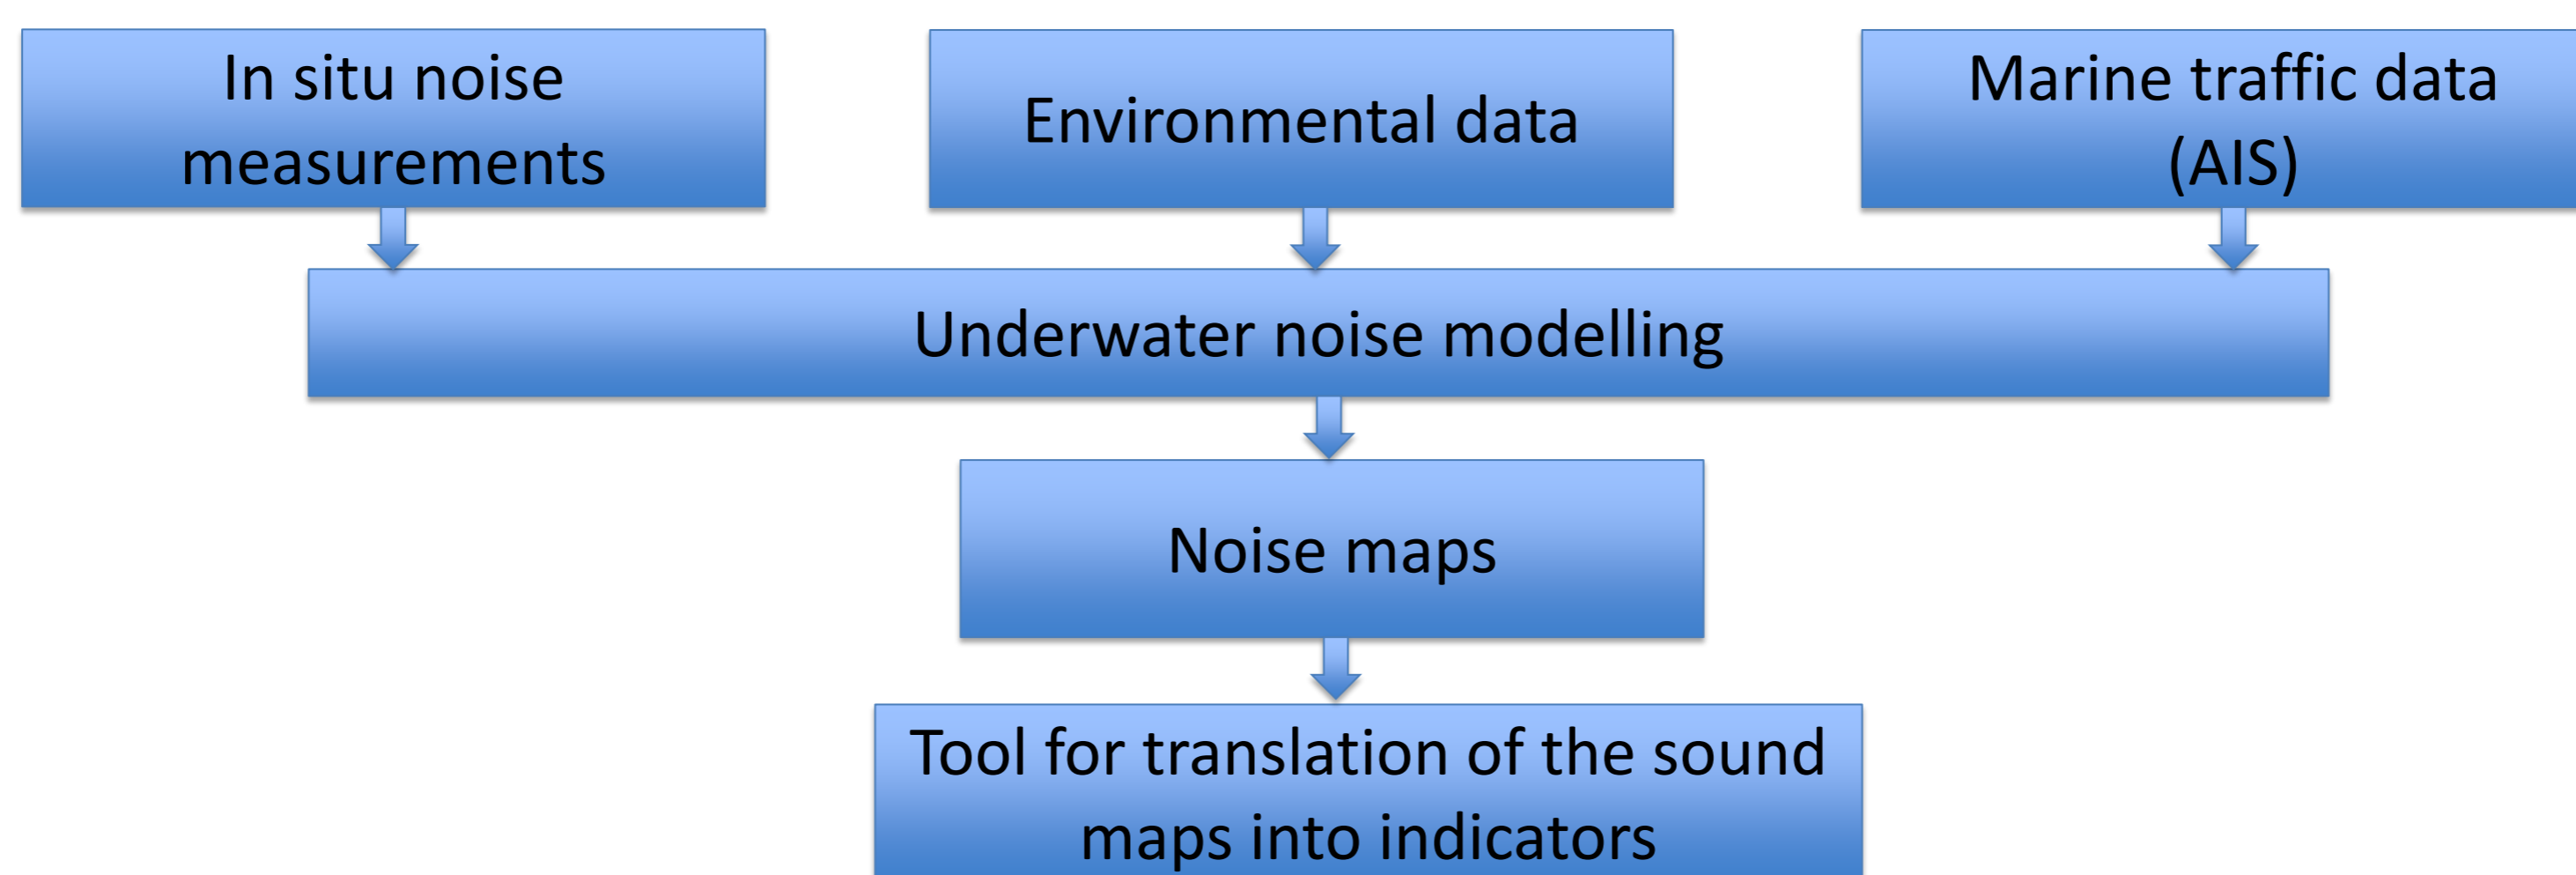 In situ noise
measurements
Environmental data
Marine traffic data
(AIS)
Underwater noise modelling
Noise maps
Tool for translation of the sound
maps into indicators